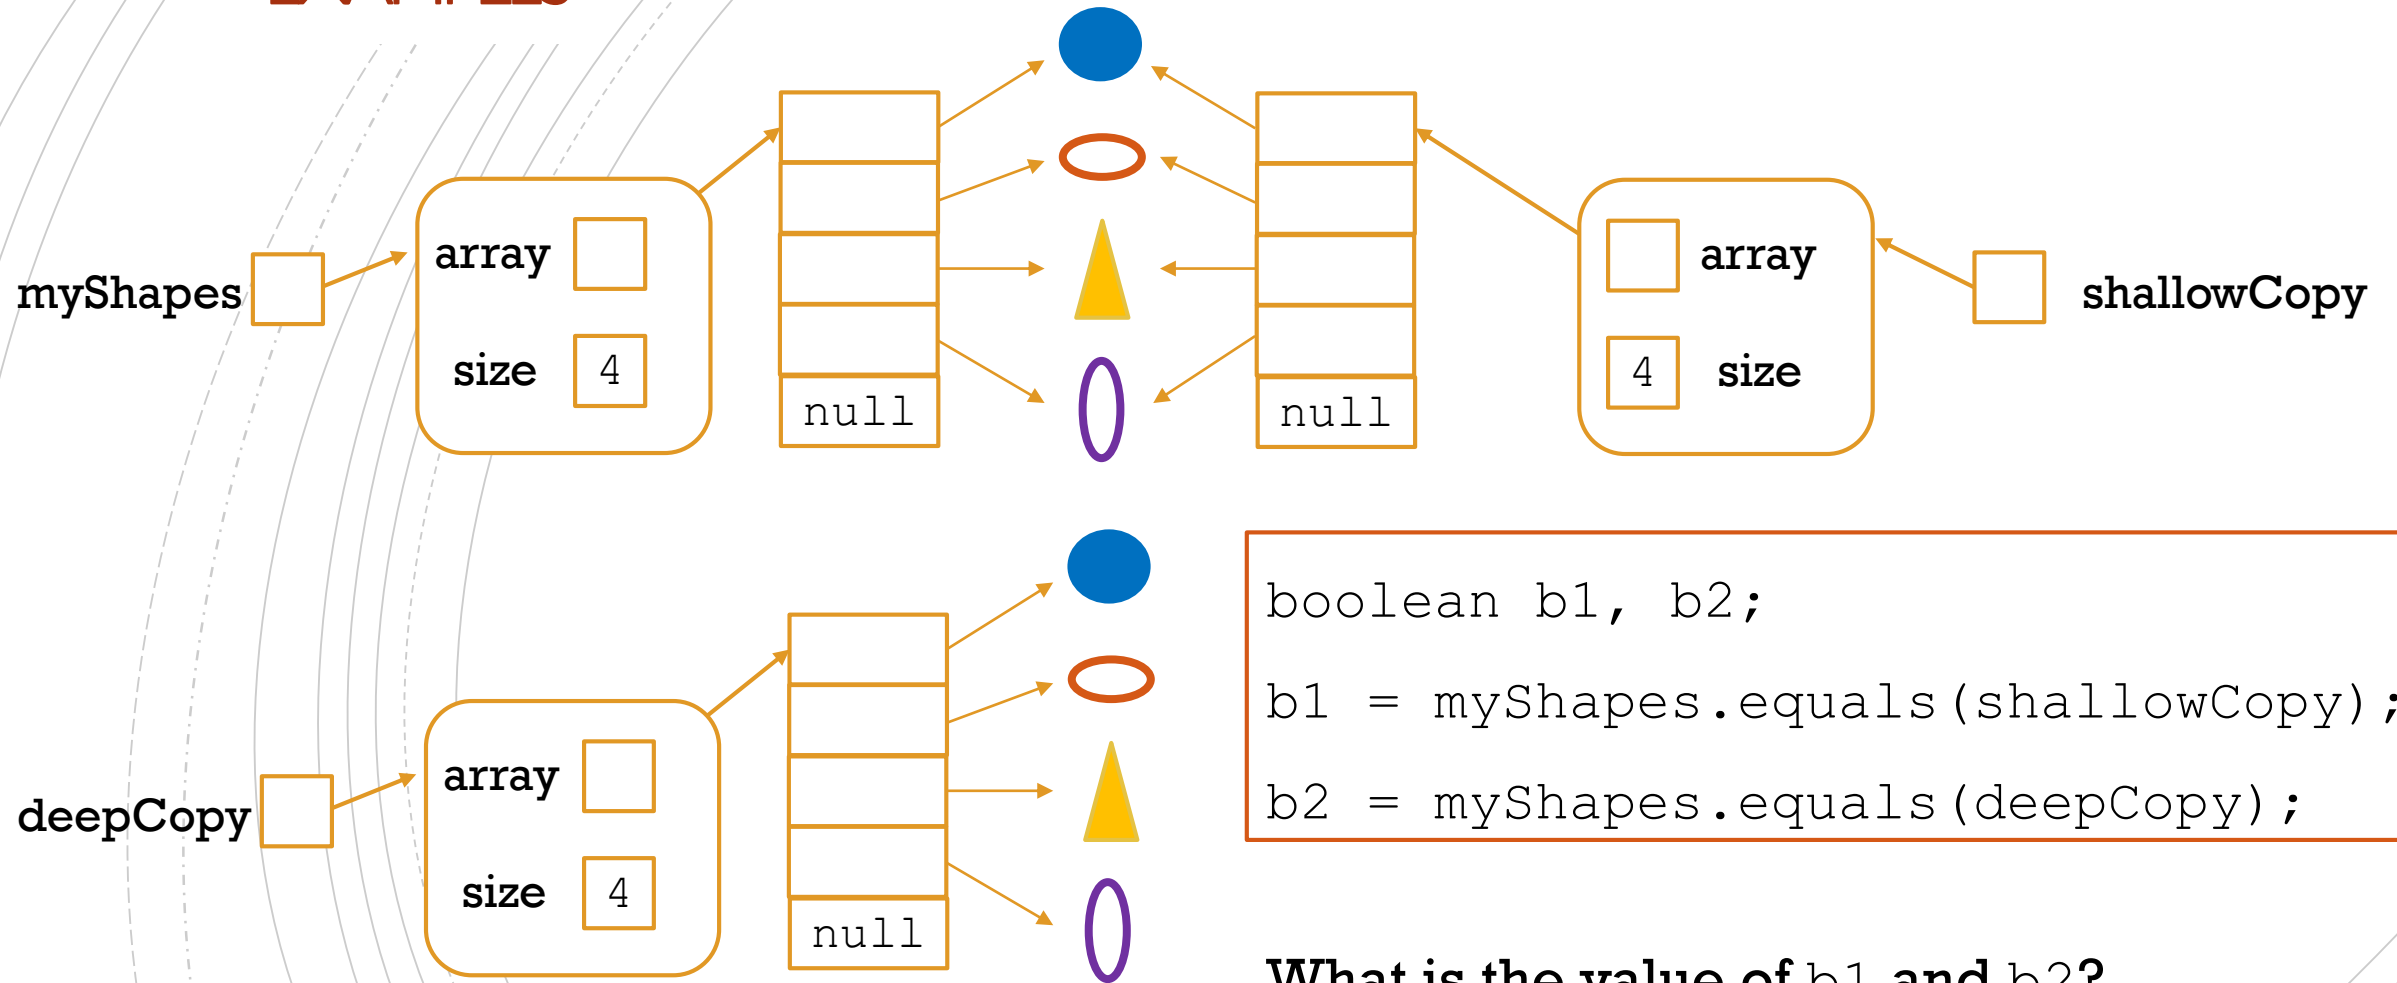 EXAMPLES
array
myShapes
size
4
null
null
array
4
size
shallowCopy
array
deepCopy
size
4
null
boolean b1, b2;
b1 = myShapes.equals(shallowCopy);
b2 = myShapes.equals(deepCopy);
What is the value of b1 and b2?